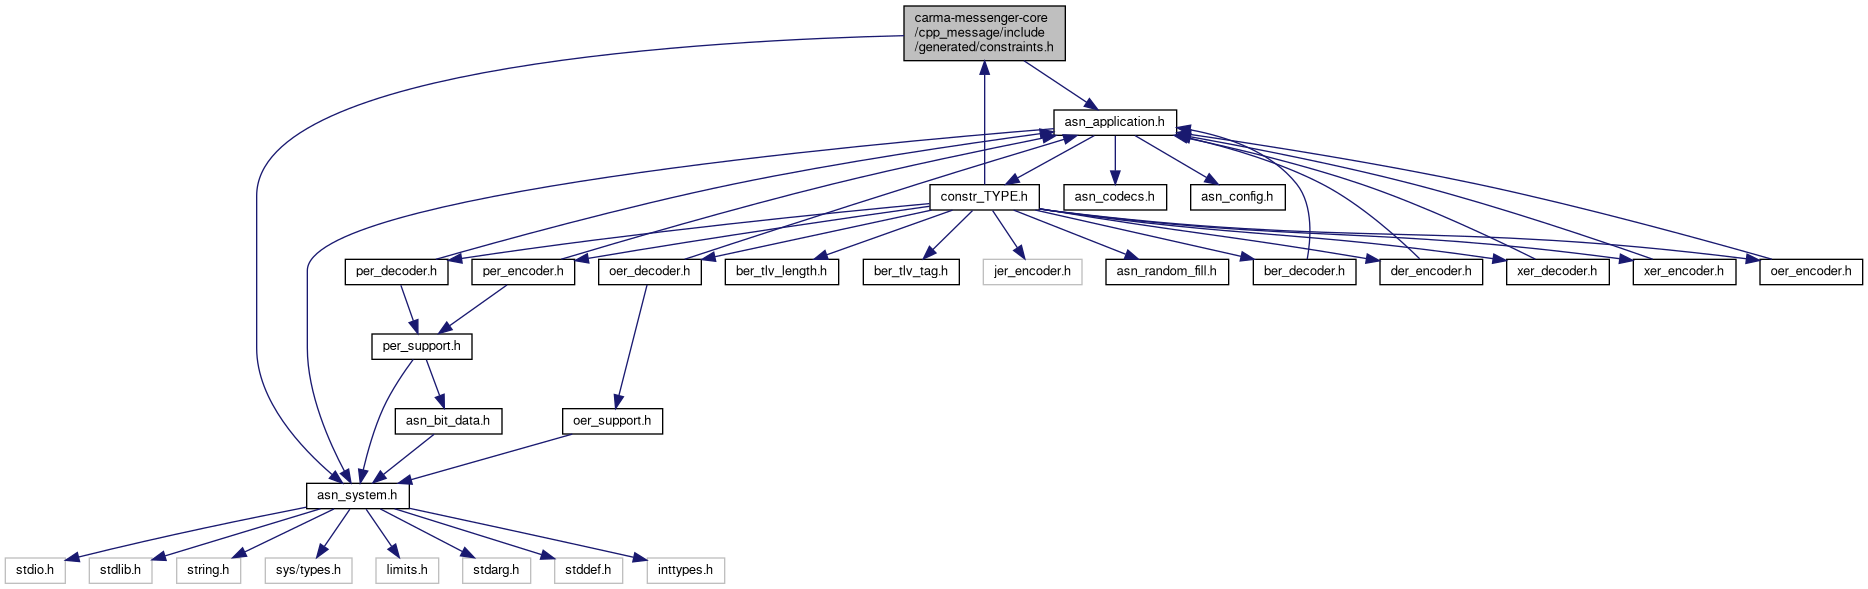 carma-messenger-core
/cpp_message/include
/generated/constraints.h
asn_application.h
constr_TYPE.h
asn_codecs.h
asn_config.h
per_decoder.h
per_encoder.h
oer_decoder.h
ber_tlv_length.h
ber_tlv_tag.h
jer_encoder.h
asn_random_fill.h
ber_decoder.h
der_encoder.h
xer_decoder.h
xer_encoder.h
oer_encoder.h
per_support.h
asn_bit_data.h
oer_support.h
asn_system.h
stdio.h
stdlib.h
string.h
sys/types.h
limits.h
stdarg.h
stddef.h
inttypes.h